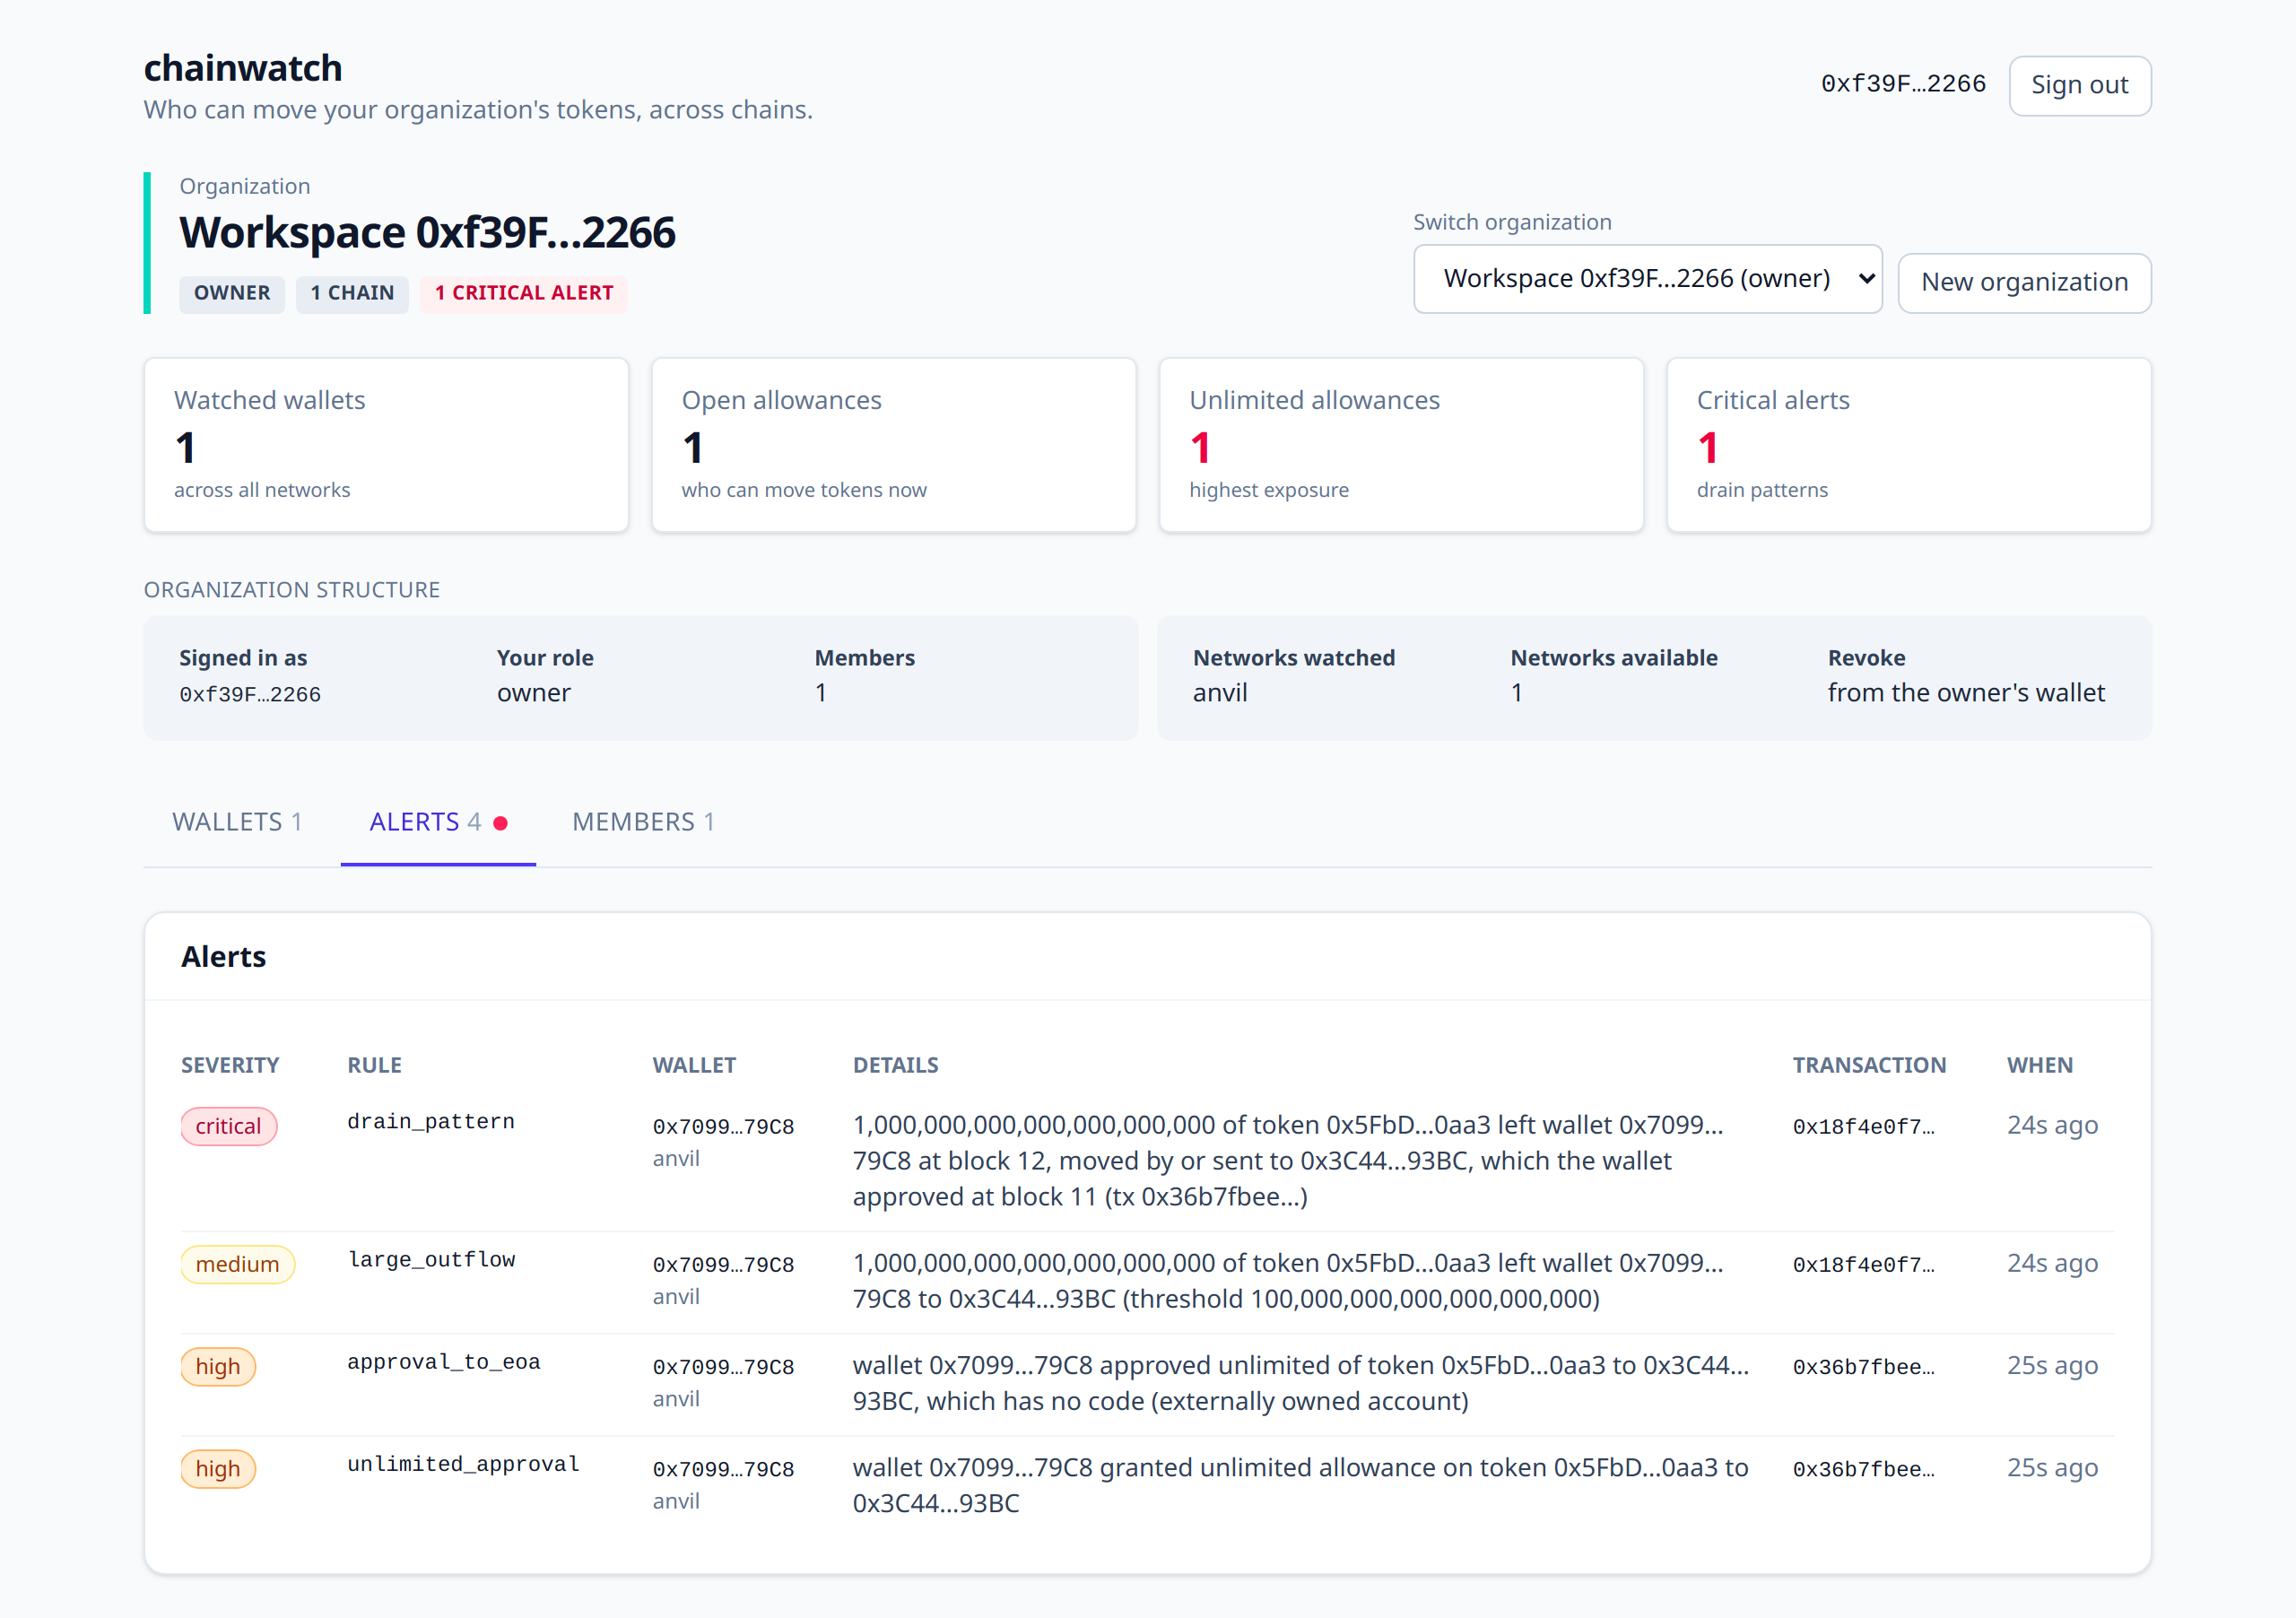 chainwatch
Who can move your organization's tokens, across chains.
0xf39F…2266
Sign out
Organization
Workspace 0xf39F…2266
OWNER
1 CHAIN
1 CRITICAL ALERT
Switch organization
Workspace 0xf39F…2266 (owner)
New organization
Watched wallets
1
across all networks
Open allowances
1
who can move tokens now
Unlimited allowances
1
highest exposure
Critical alerts
1
drain patterns
ORGANIZATION STRUCTURE
Signed in as
0xf39F…2266
Your role
owner
Members
1
Networks watched
anvil
Networks available
1
Revoke
from the owner's wallet
WALLETS 1
ALERTS 4
MEMBERS 1
Alerts
SEVERITY RULE WALLET DETAILS TRANSACTION WHEN
critical
drain_pattern
0x7099…79C8
anvil
1,000,000,000,000,000,000,000 of token 0x5FbD…0aa3 left wallet 0x7099…
79C8 at block 12, moved by or sent to 0x3C44…93BC, which the wallet
approved at block 11 (tx 0x36b7fbee…)
0x18f4e0f7…
24s ago
medium
large_outflow
0x7099…79C8
anvil
1,000,000,000,000,000,000,000 of token 0x5FbD…0aa3 left wallet 0x7099…
79C8 to 0x3C44…93BC (threshold 100,000,000,000,000,000,000)
0x18f4e0f7…
24s ago
high
approval_to_eoa
0x7099…79C8
anvil
wallet 0x7099…79C8 approved unlimited of token 0x5FbD…0aa3 to 0x3C44…
93BC, which has no code (externally owned account)
0x36b7fbee…
25s ago
high
unlimited_approval
0x7099…79C8
anvil
wallet 0x7099…79C8 granted unlimited allowance on token 0x5FbD…0aa3 to
0x3C44…93BC
0x36b7fbee…
25s ago